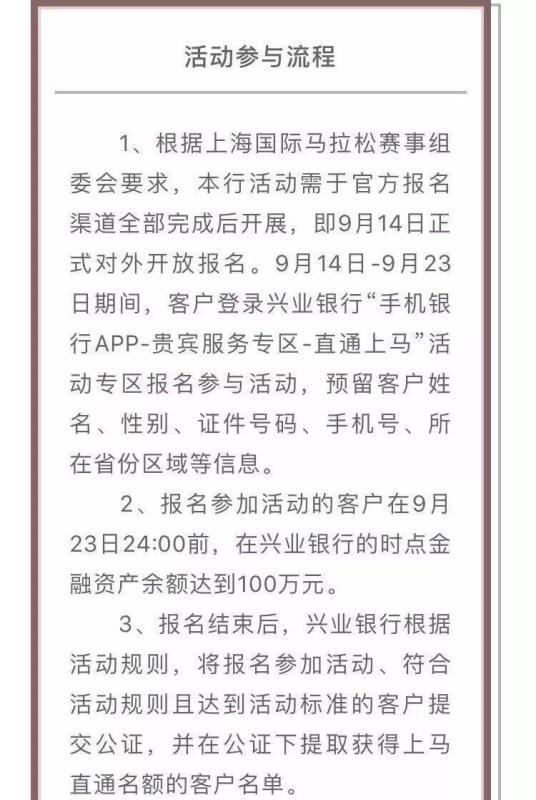 活动参与流程
1、根据上海国际马拉松赛事组
委会要求，本行活动需于官方报名
渠道全部完成后开展，即9月14日正
式对外开放报名。9月14日-9月23
日期间，客户登录兴业银行“手机银
行APP-贵宾服务专区-直通上马”活
动专区报名参与活动，预留客户姓
名、性别、证件号码、手机号、所
在省份区域等信息。
2、报名参加活动的客户在9月
23日24:00前，在兴业银行的时点金
融资产余额达到100万元。
3、报名结束后，兴业银行根据
活动规则，将报名参加活动、符合
活动规则且达到活动标准的客户提
交公证，并在公证下提取获得上马
直通名额的客户名单。